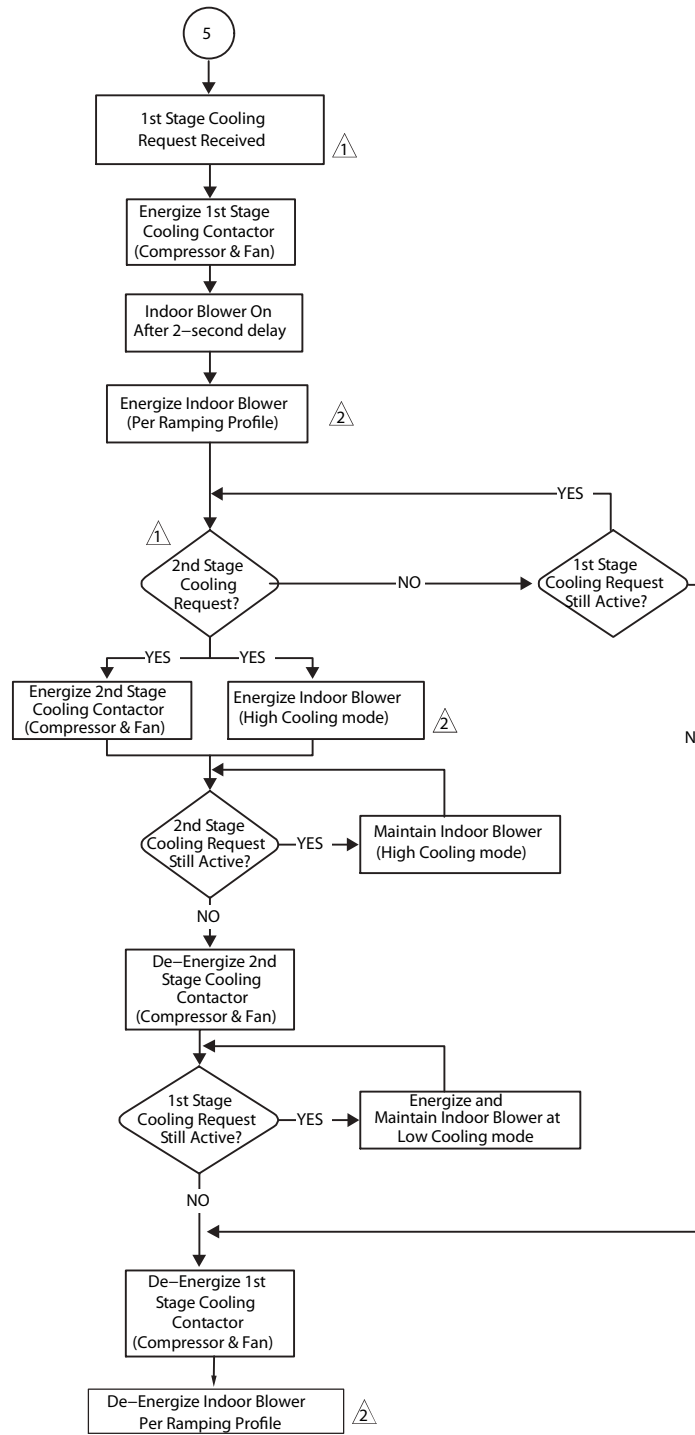 5
1st Stage Cooling
Request Received
1
Energize 1st Stage
Cooling Contactor
(Compressor & Fan)
Indoor Blower On
After 2−second delay
Energize Indoor Blower
(Per Ramping Profile)
2
YES
1
2nd Stage
Cooling
Request?
NO
1st Stage
Cooling Request
Still Active?
YES
YES
Energize 2nd Stage
Cooling Contactor
(Compressor & Fan)
Energize Indoor Blower
(High Cooling mode)
2
N
2nd Stage
Cooling Request
Still Active?
YES
Maintain Indoor Blower
(High Cooling mode)
NO
De−Energize 2nd
Stage Cooling
Contactor
(Compressor & Fan)
1st Stage
Cooling Request
Still Active?
YES
Energize and
Maintain Indoor Blower at
Low Cooling mode
NO
De−Energize 1st
Stage Cooling
Contactor
(Compressor & Fan)
De−Energize Indoor Blower
Per Ramping Profile
2